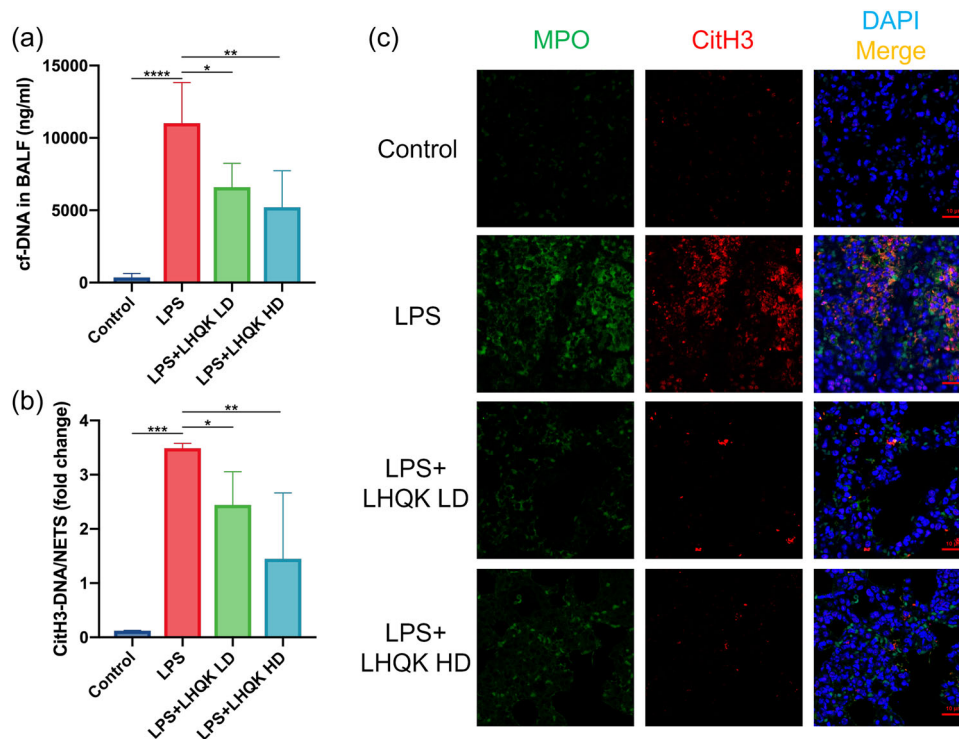 (a)
cf-DNA in BALF (ng/ml)
15000
10000
5000
0
****
*
**
Control
LPS
LPS+LHQK LD
LPS+LHQK HD
(b)
CitH3-DNA/NETS (fold change)
4
3
2
1
0
***
*
**
Control
LPS
LPS+LHQK LD
LPS+LHQK HD
(c)
MPO
CitH3
DAPI
Merge
Control
LPS
LPS+
LHQK LD
LPS+
LHQK HD
10 μm